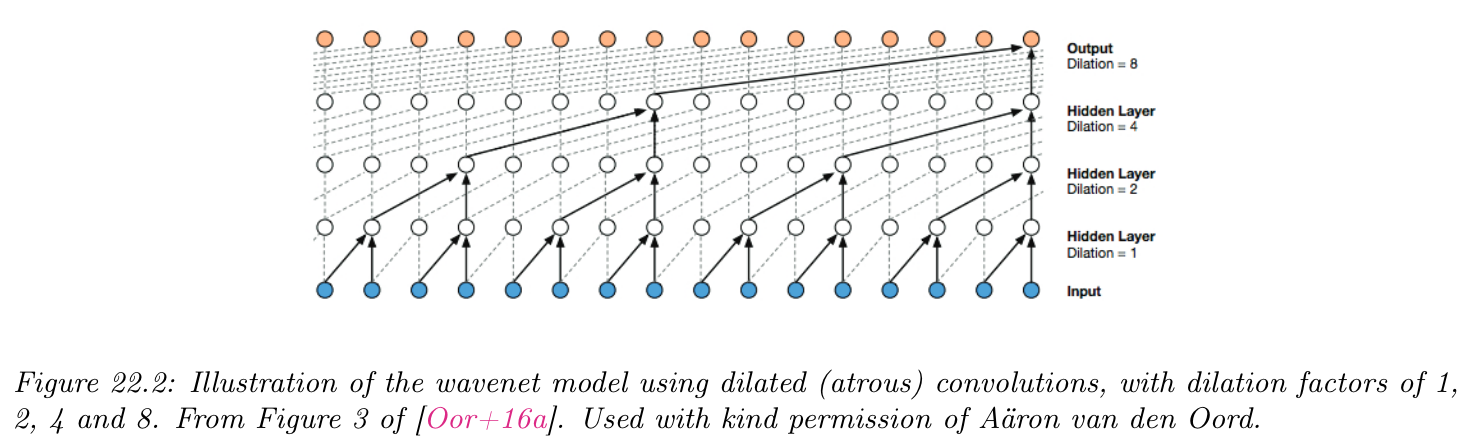 Output
Dilation = 8
Hidden Layer
Dilation = 4
Hidden Layer
Dilation = 2
Hidden Layer
Dilation = 1
Input
Figure 22.2: Illustration of the wavenet model using dilated (atrous) convolutions, with dilation factors of 1,
2, 4 and 8. From Figure 3 of [Oor+16a]. Used with kind permission of Aäron van den Oord.